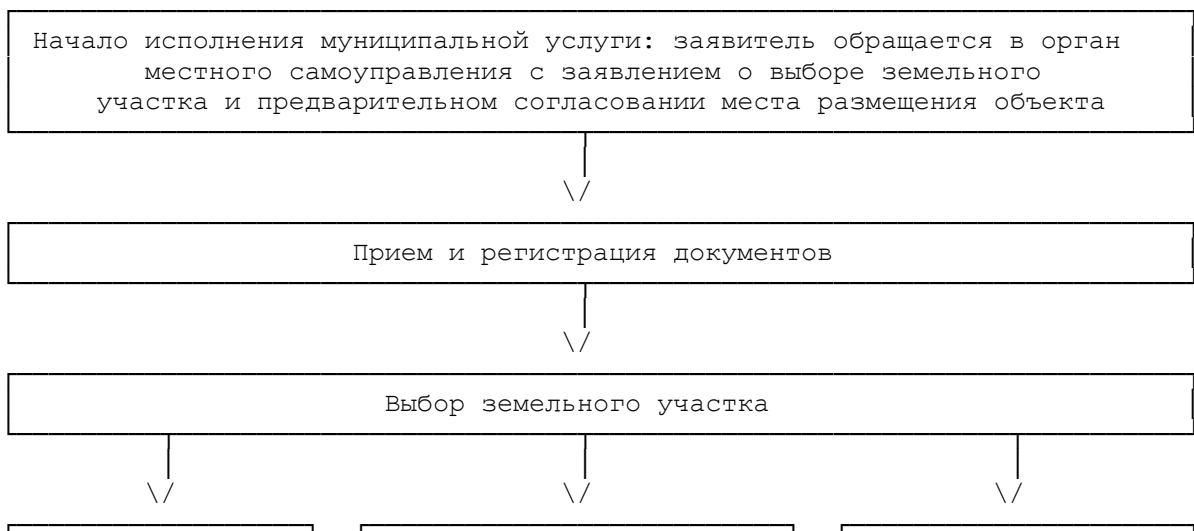 Начало исполнения муниципальной услуги: заявитель обращается в орган
местного самоуправления с заявлением о выборе земельного
участка и предварительном согласовании места размещения объекта
Прием и регистрация документов
Выбор земельного участка